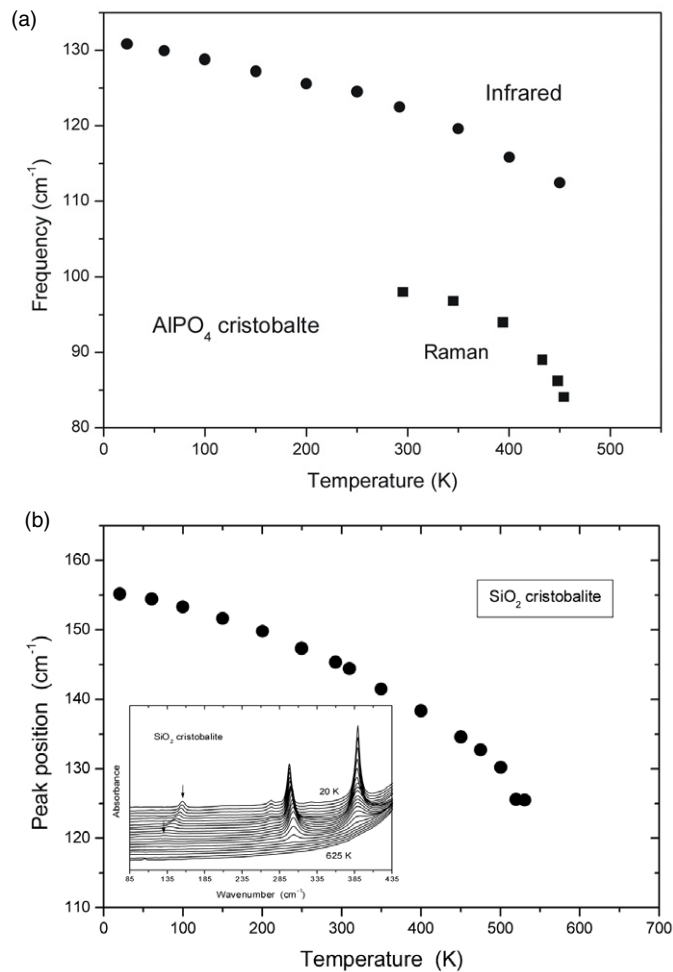 (a)
130
120
110
100
90
80
Frequency (cm-1)
Infrared
AlPO4 cristobalte
Raman
0 100 200 300 400 500
Temperature (K)
(b)
160
150
140
130
120
110
Peak position (cm-1)
SiO2 cristobalite
SiO2 cristobalite
Absorbance
20 K
625 K
85 135 185 235 285 335 385 435
Wavenumber (cm-1)
0 100 200 300 400 500 600 700
Temperature (K)